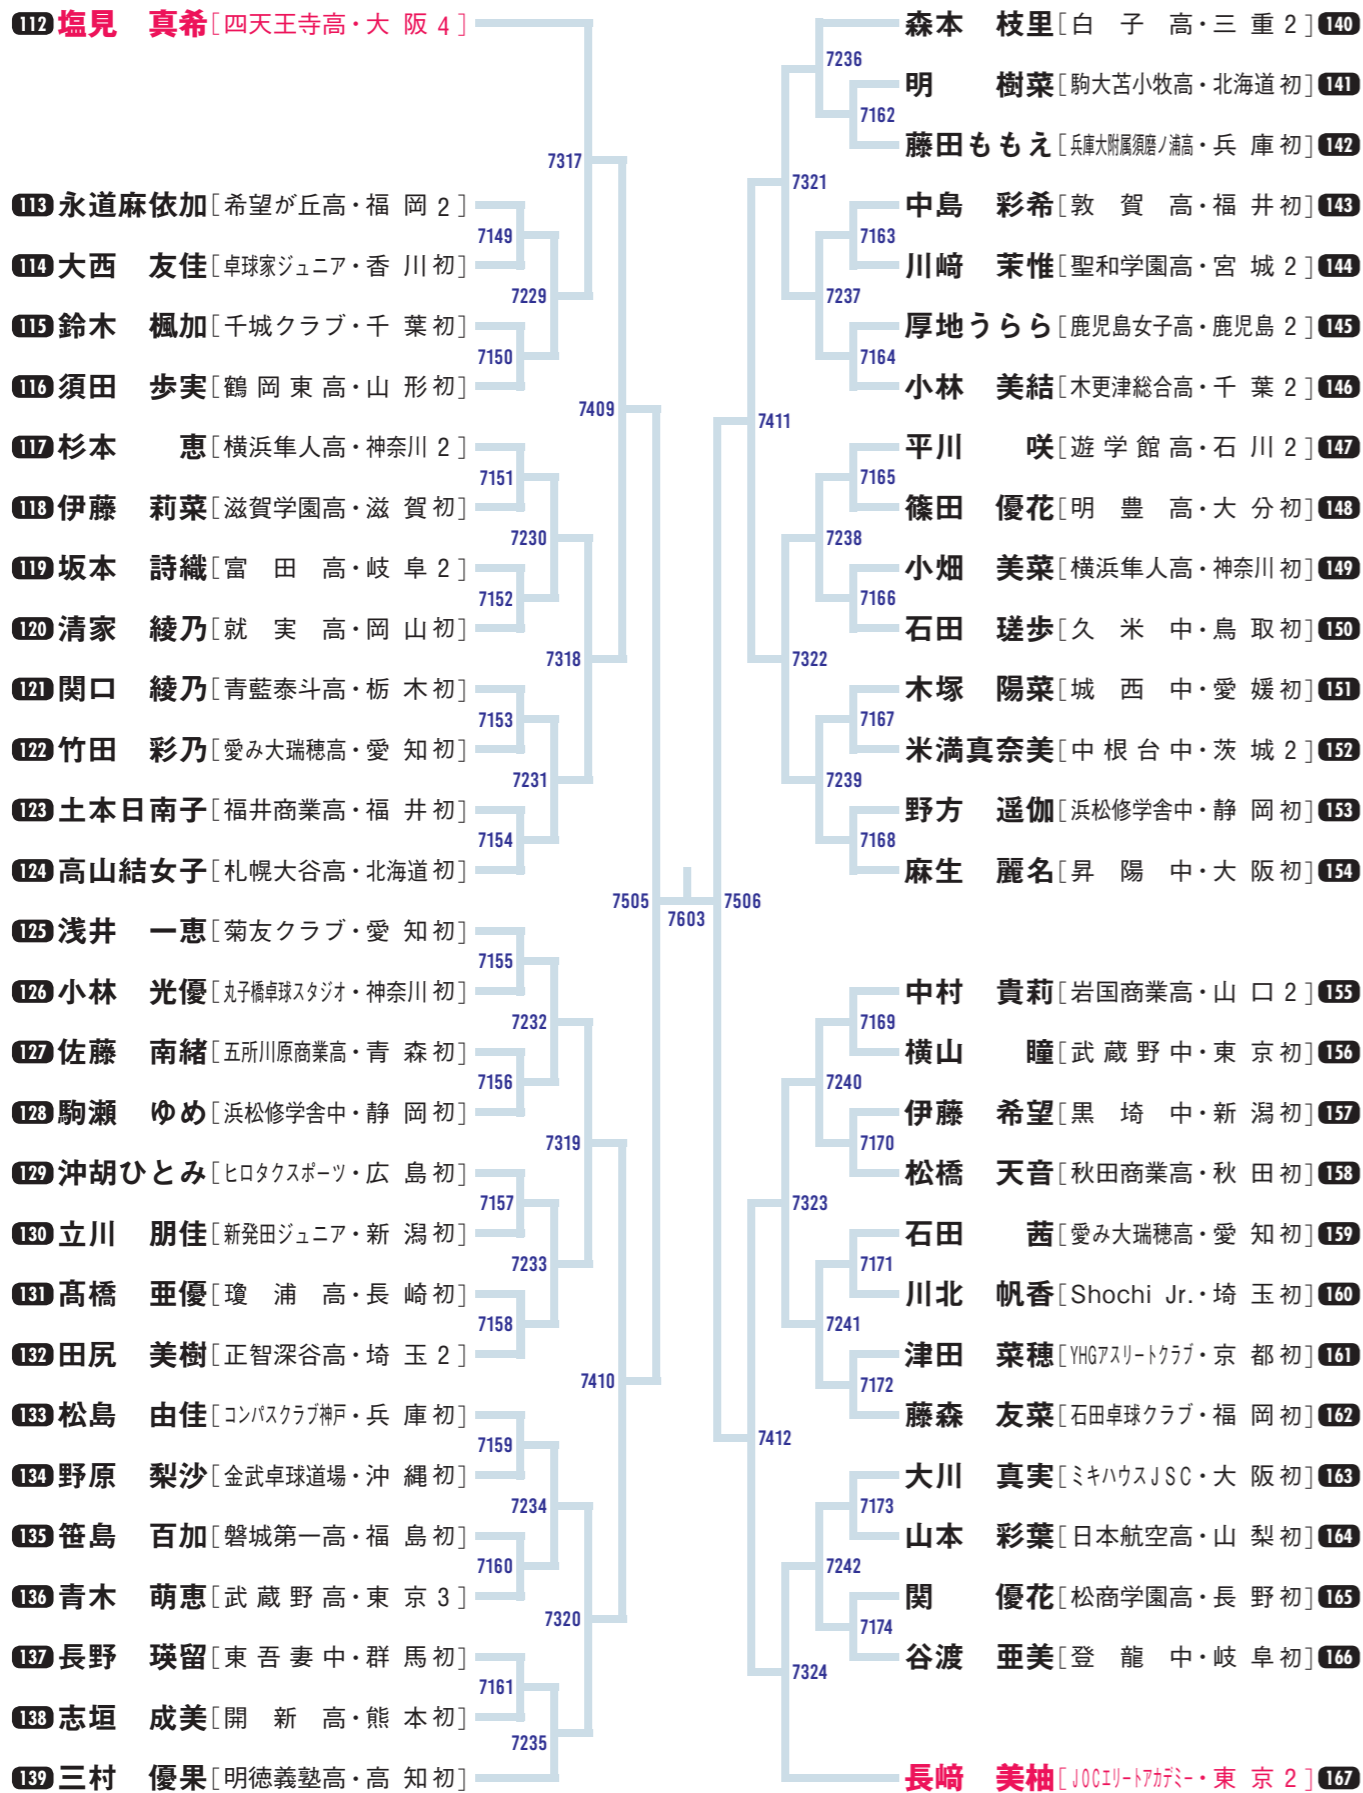 112 塩見 真希［四天王寺高・大阪 4］
7317
113 永道麻依加［希望が丘高・福岡 2］
7149
114 大西 友佳［卓球家ジュニア・香川 初］
7229
115 鈴木 楓加［千城クラブ・千葉 初］
7150
116 須田 歩実［鶴岡東高・山形 初］
7409
117 杉本 恵［横浜隼人高・神奈川 2］
7151
118 伊藤 莉菜［滋賀学園高・滋賀 初］
7230
119 坂本 詩織［富田高・岐阜 2］
7152
120 清家 綾乃［就実高・岡山 初］
7318
121 関口 綾乃［青藍泰斗高・栃木 初］
7153
122 竹田 彩乃［愛み大瑞穂高・愛知 初］
7231
123 土本日南子［福井商業高・福井 初］
7154
124 高山結女子［札幌大谷高・北海道 初］
7505
7603
7506
125 浅井 一恵［菊友クラブ・愛知 初］
7155
126 小林 光優［丸子橋卓球スタジオ・神奈川 初］
7232
127 佐藤 南緒［五所川原商業高・青森 初］
7156
128 駒瀬 ゆめ［浜松修学舎中・静岡 初］
7319
129 沖胡ひとみ［ヒロタクスポーツ・広島 初］
7157
130 立川 朋佳［新発田ジュニア・新潟 初］
7233
131 髙橋 亜優［瓊浦高・長崎 初］
7158
132 田尻 美樹［正智深谷高・埼玉 2］
7410
133 松島 由佳［コンパスクラブ神戸・兵庫 初］
7159
134 野原 梨沙［金武卓球道場・沖縄 初］
7234
135 笹島 百加［磐城第一高・福島 初］
7160
136 青木 萌恵［武蔵野高・東京 3］
7320
137 長野 瑛留［東吾妻中・群馬 初］
7161
138 志垣 成美［開新高・熊本 初］
7235
139 三村 優果［明徳義塾高・高知 初］
森本 枝里［白子高・三重 2］140
7236
明 樹菜［駒大苫小牧高・北海道 初］141
7162
藤田ももえ［兵庫大附属須磨ノ浦高・兵庫 初］142
7321
中島 彩希［敦賀高・福井 初］143
7163
川﨑 茉惟［聖和学園高・宮城 2］144
7237
厚地うらら［鹿児島女子高・鹿児島 2］145
7164
小林 美結［木更津総合高・千葉 2］146
7411
平川 咲［遊学館高・石川 2］147
7165
篠田 優花［明豊高・大分 初］148
7238
小畑 美菜［横浜隼人高・神奈川 初］149
7166
石田 瑳歩［久米中・鳥取 初］150
7322
木塚 陽菜［城西中・愛媛 初］151
7167
米満真奈美［中根台中・茨城 2］152
7239
野方 遥伽［浜松修学舎中・静岡 初］153
7168
麻生 麗名［昇陽中・大阪 初］154
中村 貴莉［岩国商業高・山口 2］155
7169
横山 瞳［武蔵野中・東京 初］156
7240
伊藤 希望［黒埼中・新潟 初］157
7170
松橋 天音［秋田商業高・秋田 初］158
7323
石田 茜［愛み大瑞穂高・愛知 初］159
7171
川北 帆香［Shochi Jr.・埼玉 初］160
7241
津田 菜穂［YHGアスリートクラブ・京都 初］161
7172
藤森 友菜［石田卓球クラブ・福岡 初］162
7412
大川 真実［ミキハウスJSC・大阪 初］163
7173
山本 彩葉［日本航空高・山梨 初］164
7242
関 優花［松商学園高・長野 初］165
7174
谷渡 亜美［登龍中・岐阜 初］166
7324
長﨑 美柚［JOCエリートアカデミー・東京 2］167